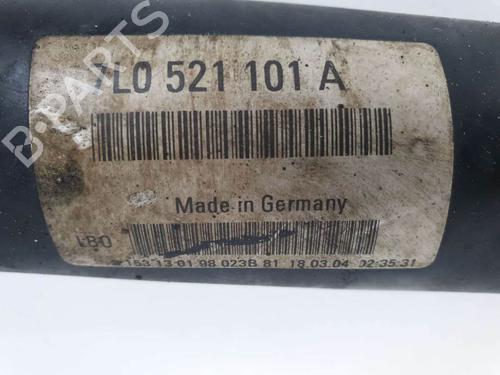 7L0 521 101 A
B-PARTS
Made in Germany
LBO
153 13 01 98 023B 81 18.03.04 02:35:31